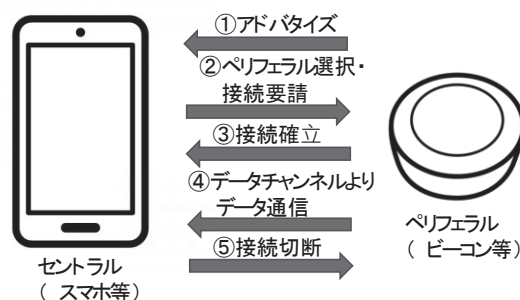 ①アドバタイズ
②ペリフェラル選択・
接続要請
③接続確立
④データチャンネルより
データ通信
⑤接続切断
セントラル
（ スマホ等）
ペリフェラル
（ ビーコン等）